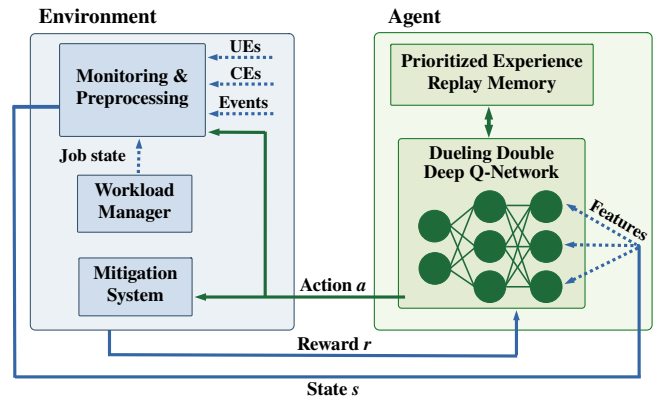 Environment
Agent
UEs
CEs
Events
Monitoring &
Preprocessing
Job state
Workload
Manager
Mitigation
System
Prioritized Experience
Replay Memory
Dueling Double
Deep Q-Network
Features
Action a
Reward r
State s